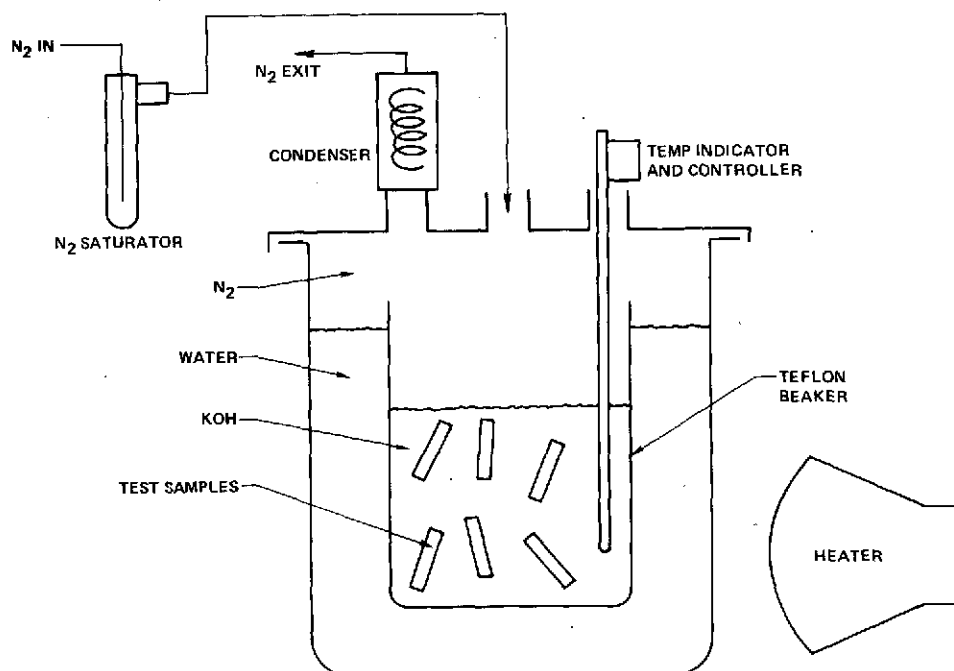 N2 IN
N2 EXIT
CONDENSER
TEMP INDICATOR
AND CONTROLLER
N2 SATURATOR
N2
WATER
TEFLON
BEAKER
KOH
TEST SAMPLES
HEATER